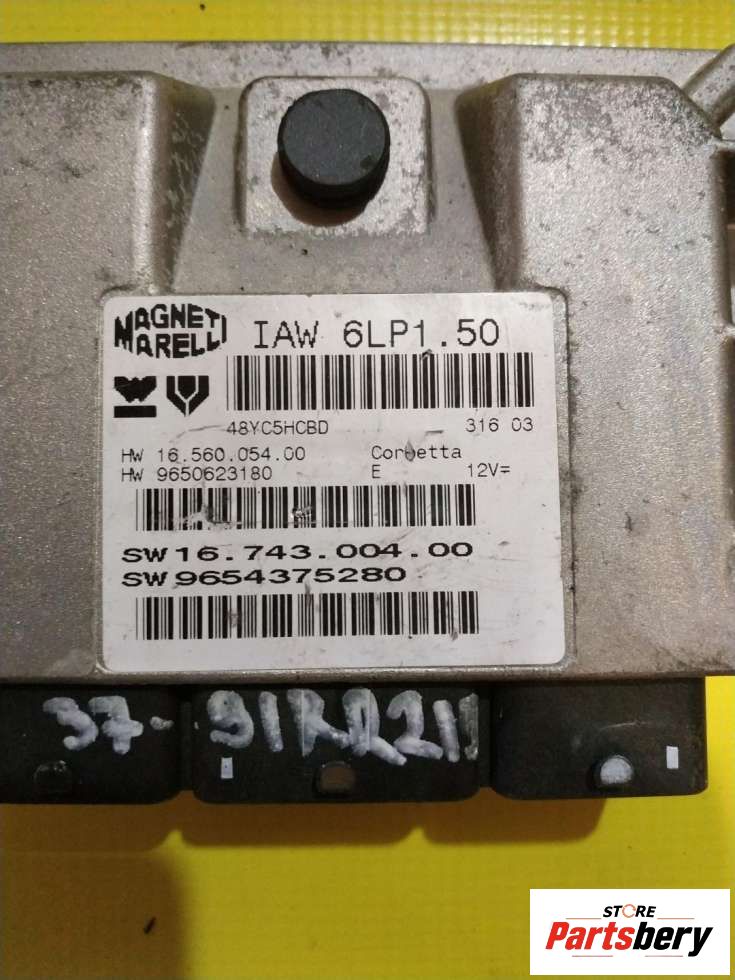 MAGNETI
MARELLI
IAW 6LP1.50
48YC5HCBD 316 03
HW 16.560.054.00 Corbetta
HW 9650623180 E 12V=
SW 16.743.004.00
SW 9654375280
37-
STORE
Partsbery